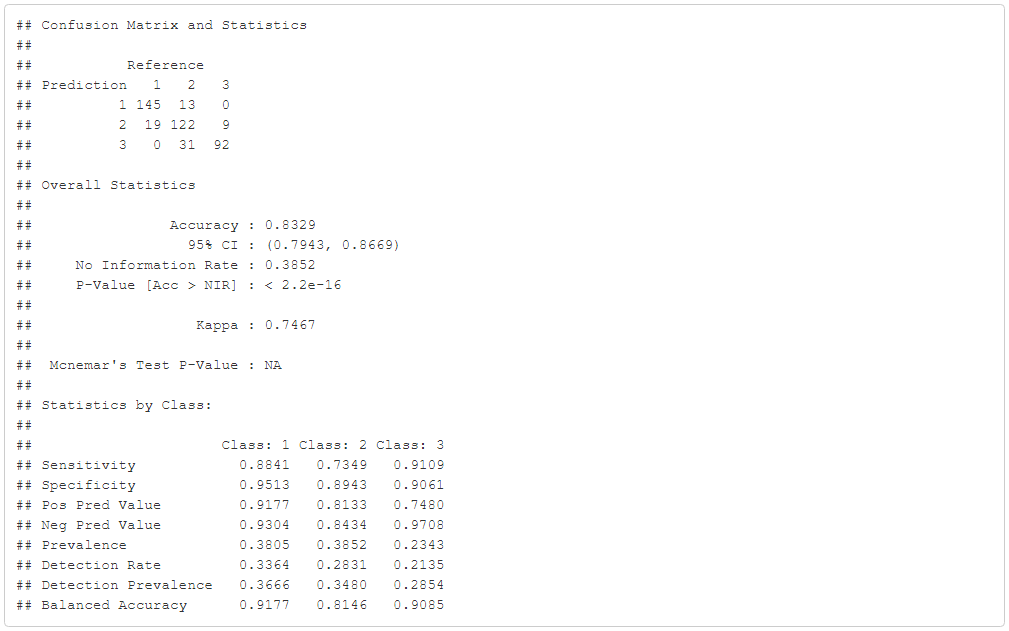 ## Confusion Matrix and Statistics
##
##           Reference
## Prediction   1   2   3
##          1 145  13   0
##          2  19 122   9
##          3   0  31  92
##
## Overall Statistics
##
##                Accuracy : 0.8329
##                  95% CI : (0.7943, 0.8669)
##     No Information Rate : 0.3852
##     P-Value [Acc > NIR] : < 2.2e-16
##
##                   Kappa : 0.7467
##
##  Mcnemar's Test P-Value : NA
##
## Statistics by Class:
##
##                      Class: 1 Class: 2 Class: 3
## Sensitivity            0.8841   0.7349   0.9109
## Specificity            0.9513   0.8943   0.9061
## Pos Pred Value         0.9177   0.8133   0.7480
## Neg Pred Value         0.9304   0.8434   0.9708
## Prevalence             0.3805   0.3852   0.2343
## Detection Rate         0.3364   0.2831   0.2135
## Detection Prevalence   0.3666   0.3480   0.2854
## Balanced Accuracy      0.9177   0.8146   0.9085